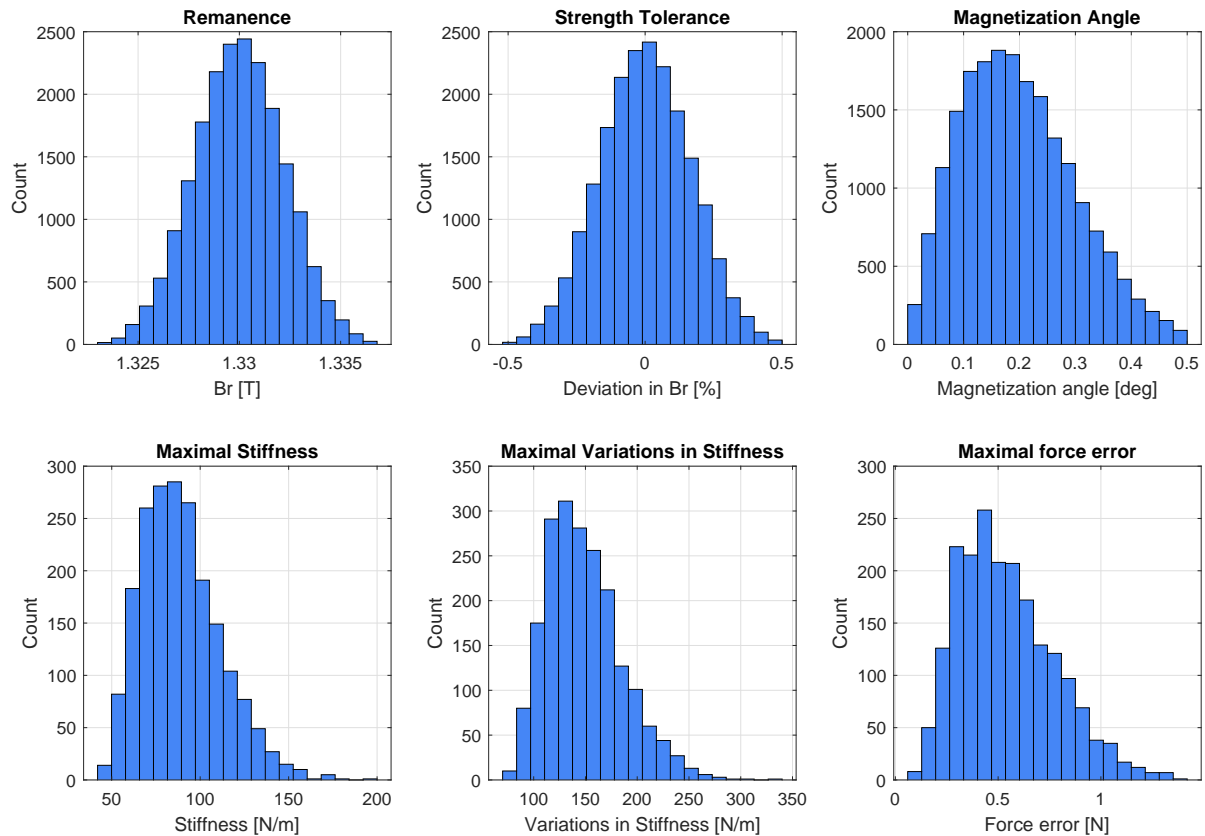 Remanence
2500
2000
1500
1000
500
0
Count
1.325 1.33 1.335
Br [T]
Strength Tolerance
2500
2000
1500
1000
500
0
Count
-0.5 0 0.5
Deviation in Br [%]
Magnetization Angle
2000
1500
1000
500
0
Count
0 0.1 0.2 0.3 0.4 0.5
Magnetization angle [deg]
Maximal Stiffness
300
250
200
150
100
50
0
Count
50 100 150 200
Stiffness [N/m]
Maximal Variations in Stiffness
350
300
250
200
150
100
50
0
Count
100 150 200 250 300 350
Variations in Stiffness [N/m]
Maximal force error
300
250
200
150
100
50
0
Count
0 0.5 1
Force error [N]